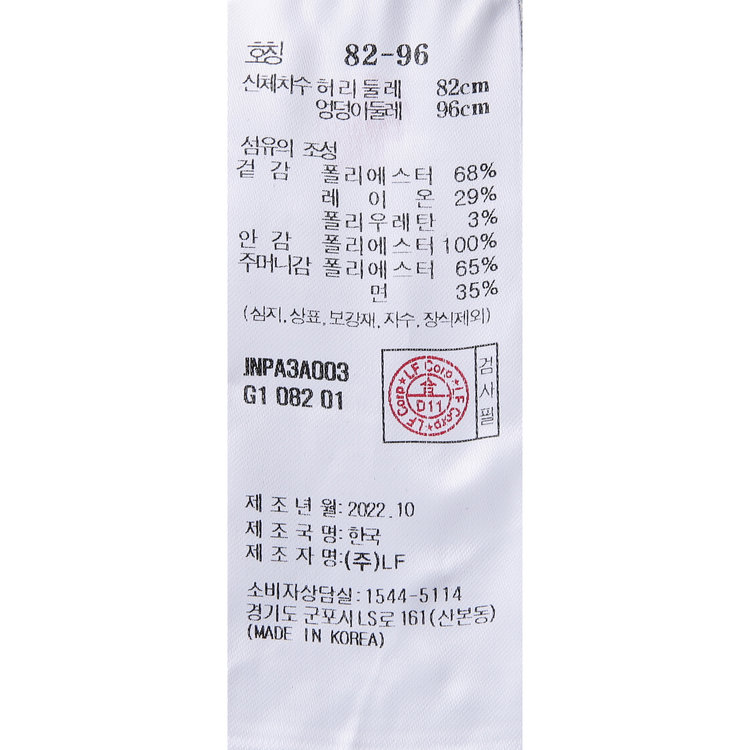 호칭 82-96
신체치수 허리둘레 82cm
엉덩이둘레 96cm
섬유의 조성
겉감 폴리에스터 68%
레이온 29%
폴리우레탄 3%
안감 폴리에스터 100%
주머니감 폴리에스터 65%
면 35%
(심지,상표,보강재,자수,장식제외)
JNPA3A003
G1 082 01
LF Corp★LF Corp★LF Corp★
D11
검사필
제조년월:2022.10
제조국명:한국
제조자명:(주)LF
소비자상담실:1544-5114
경기도 군포시 LS로 161(산본동)
(MADE IN KOREA)